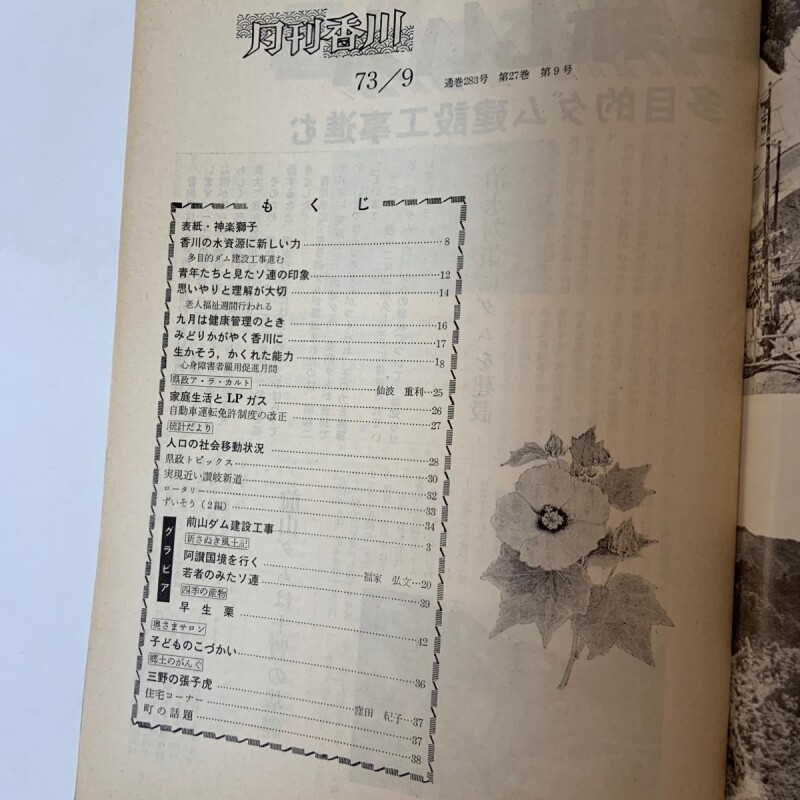 月刊香川
73/9 通巻283号 第27巻 第9号
もくじ
表紙・神楽獅子
香川の水資源に新しい力……8
多目的ダム建設工事進む
青年たちと見たソ連の印象……12
思いやりと理解が大切……14
老人福祉週間行われる
九月は健康管理のとき……16
みどりかがやく香川に……17
生かそう,かくれた能力……18
心身障害者雇用促進月間
県政ア・ラ・カルト……仙波 重利…25
家庭生活とLPガス……26
自動車運転免許制度の改正……27
統計だより
人口の社会移動状況……28
県政トピックス……30
実現近い讃岐新道……32
ロータリー……33
ずいそう(2編)……34
グラビア
前山ダム建設工事……3
新さぬき風土記
阿讃国境を行く……福家 弘文…20
若者のみたソ連……39
四季の産物
早生栗……42
奥さまサロン
子どものこづかい……36
郷土のがんぐ
三野の張子虎……窪田 紀子…37
住宅コーナー……37
町の話題……38
多目的ダム建設工事進む